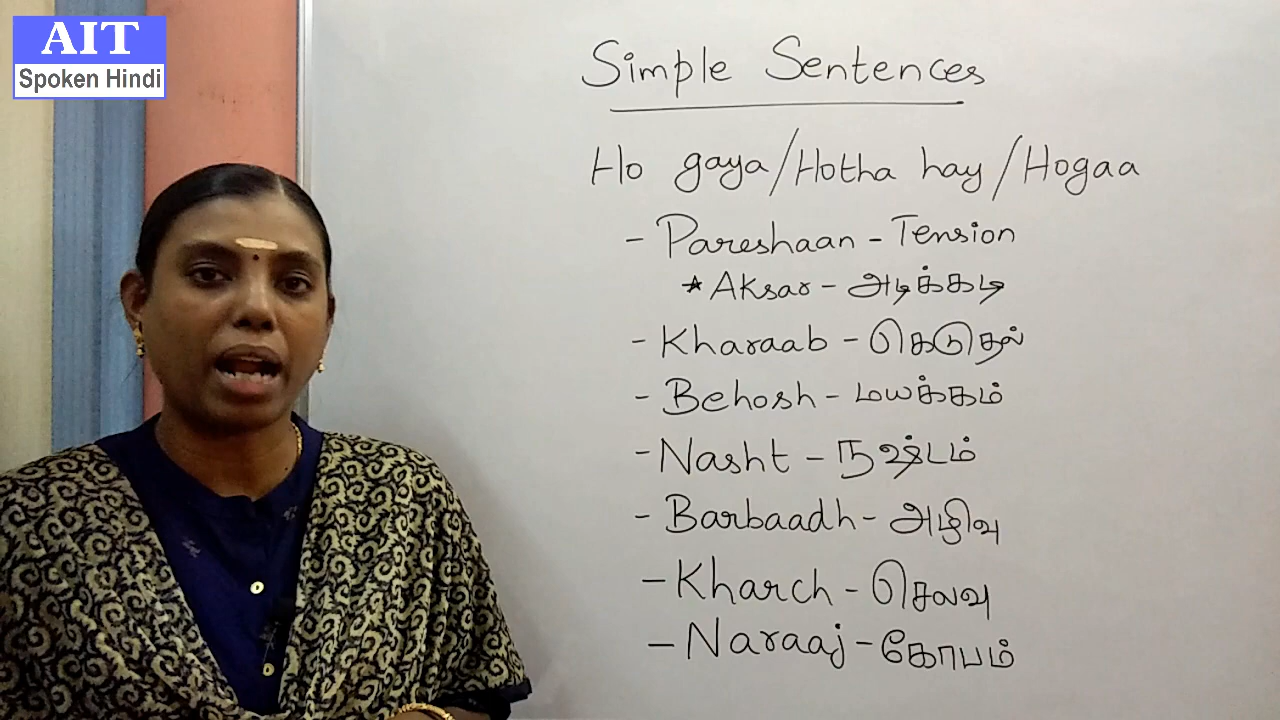 AIT
Spoken Hindi
Simple Sentences
Ho gaya/Hotha hay/Hogaa
- Pareshaan - Tension
* Aksar - அடிக்கடி
- Kharaab - கெடுதல்
- Behosh - மயக்கம்
- Nasht - நஷ்டம்
- Barbaadh - அழிவு
- Kharch - செலவு
- Naraaj - கோபம்